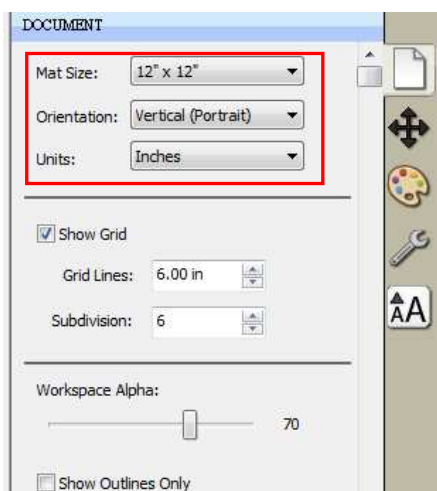 DOCUMENT
Mat Size: 12" x 12"
Orientation: Vertical (Portrait)
Units: Inches
Show Grid
Grid Lines: 6.00 in
Subdivision: 6
AA
Workspace Alpha:
70
Show Outlines Only